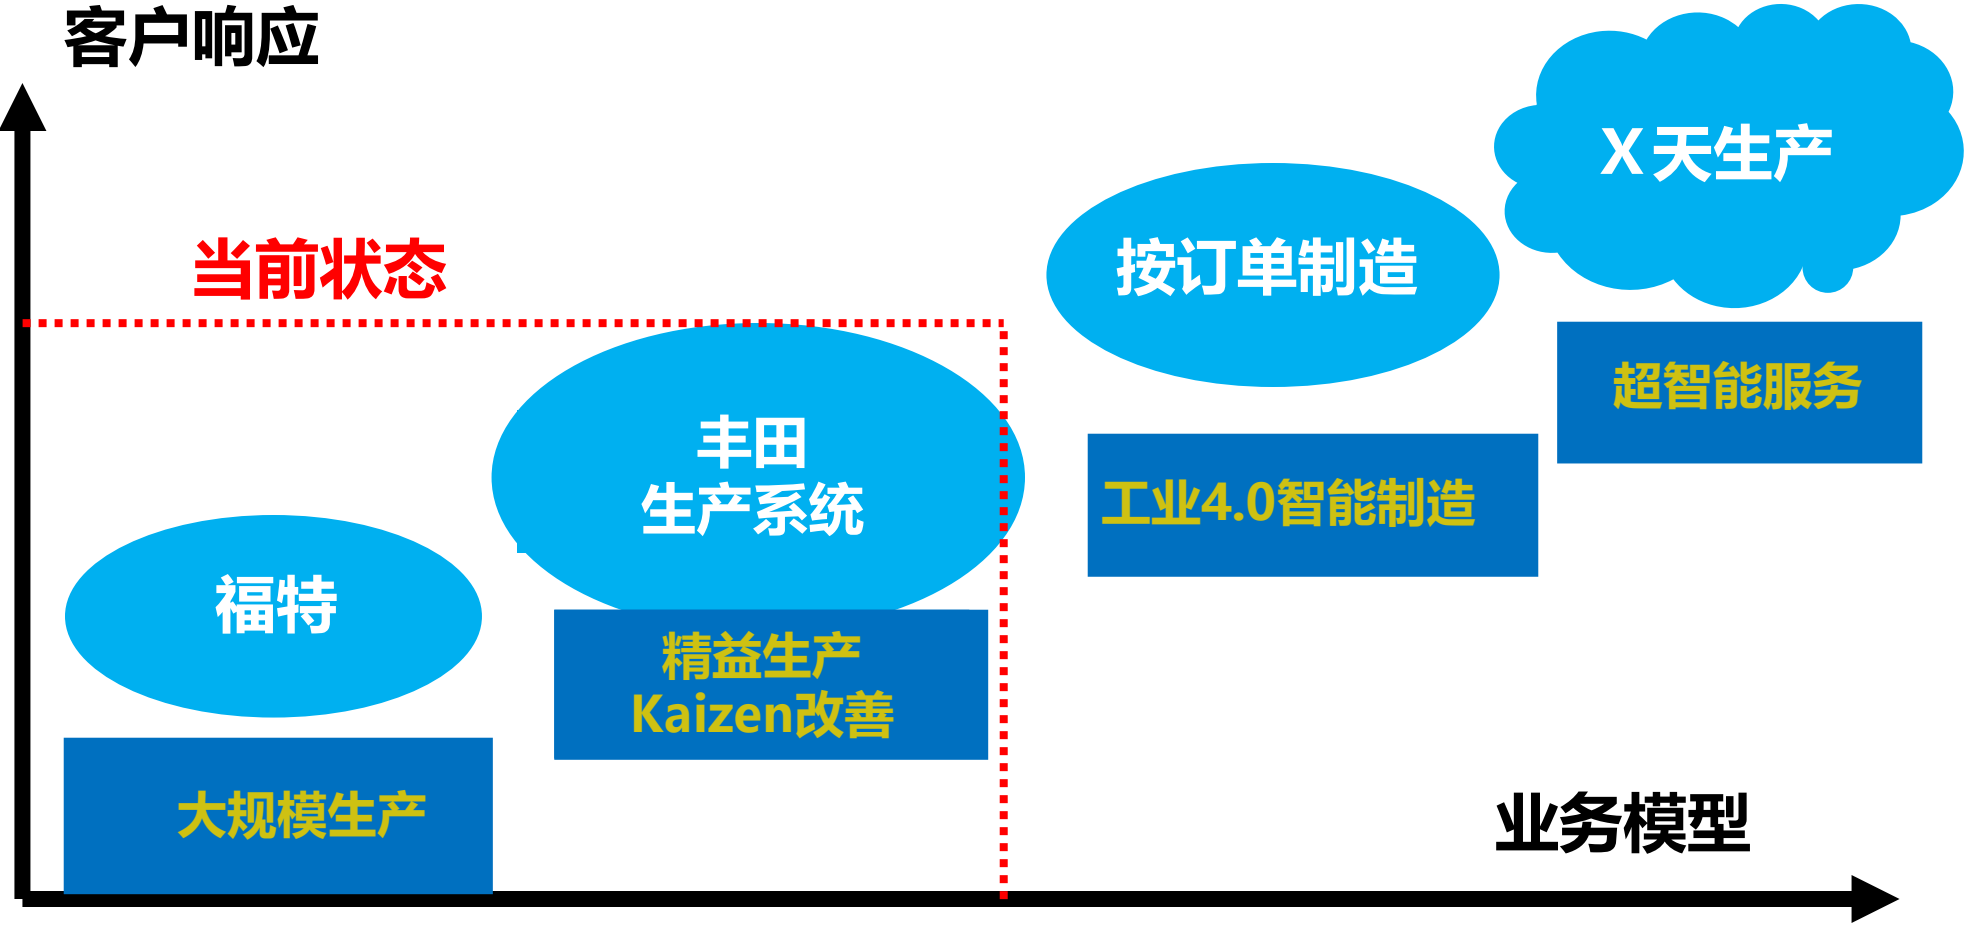 客户响应
X天生产
当前状态
按订单制造
超智能服务
丰田
生产系统
工业4.0智能制造
福特
精益生产
Kaizen改善
大规模生产
业务模型